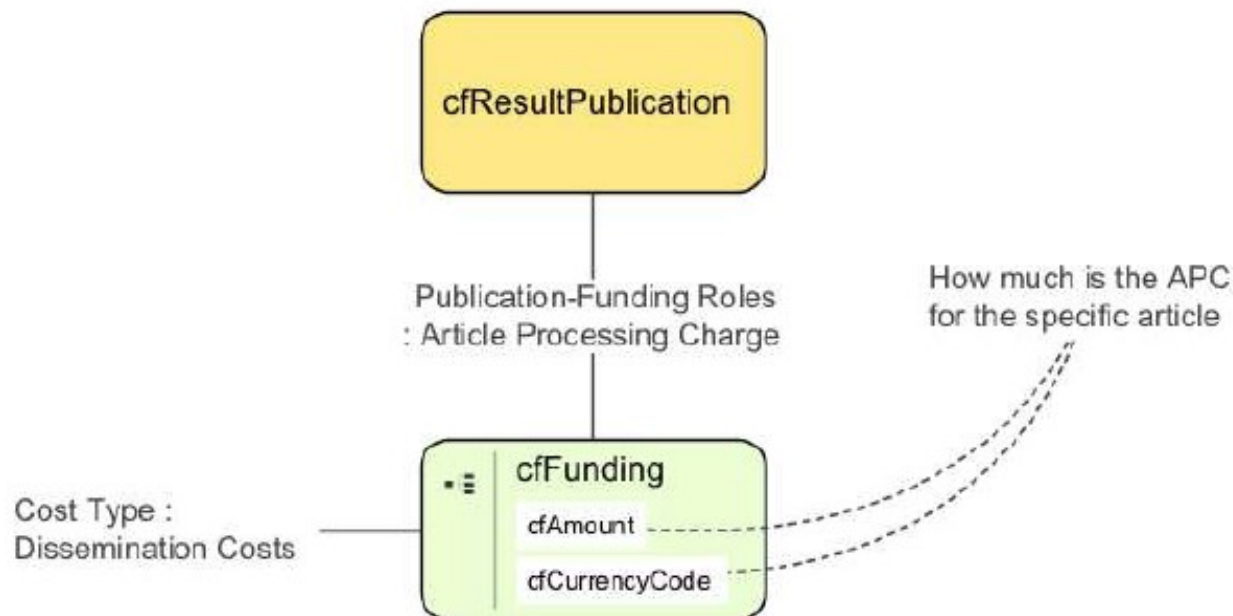 cfResultPublication
Publication-Funding Roles
: Article Processing Charge
How much is the APC
for the specific article
cfFunding
cfAmount
cfCurrencyCode
Cost Type :
Dissemination Costs